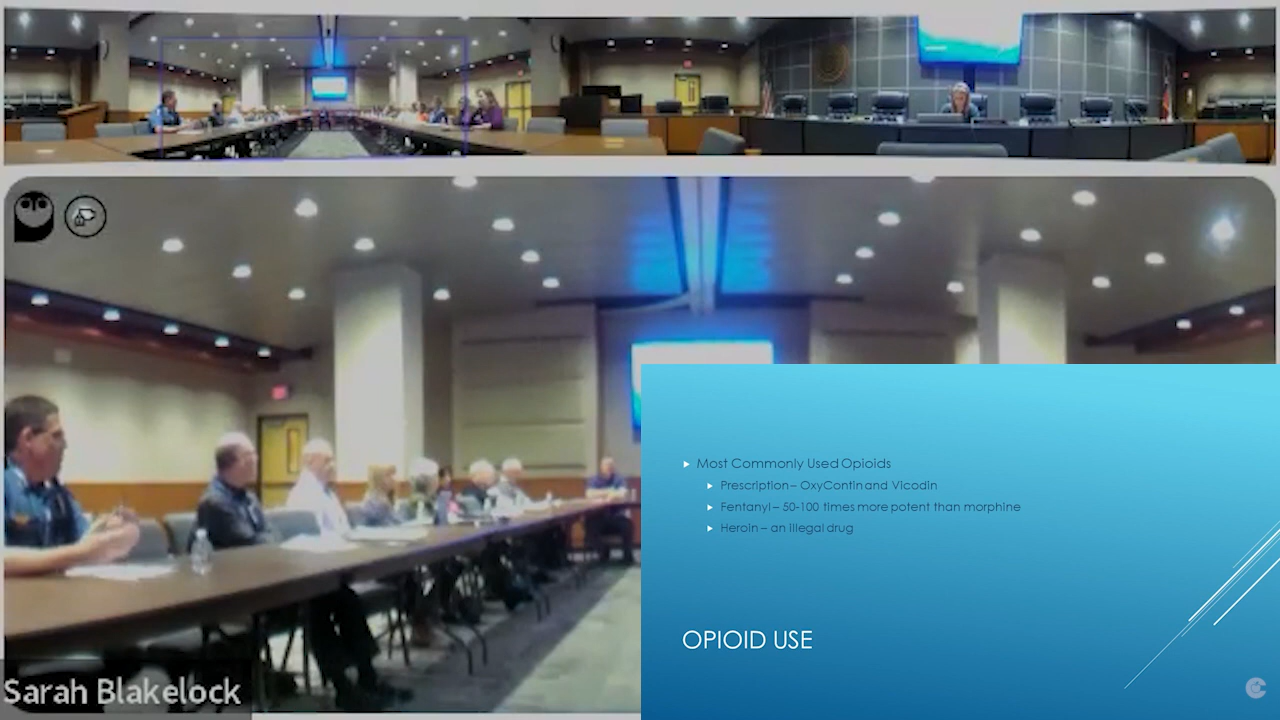 Most Commonly Used Opioids
Prescription – OxyContin and Vicodin
Fentanyl – 50-100 times more potent than morphine
Heroin – an illegal drug
OPIOID USE
Sarah Blakelock